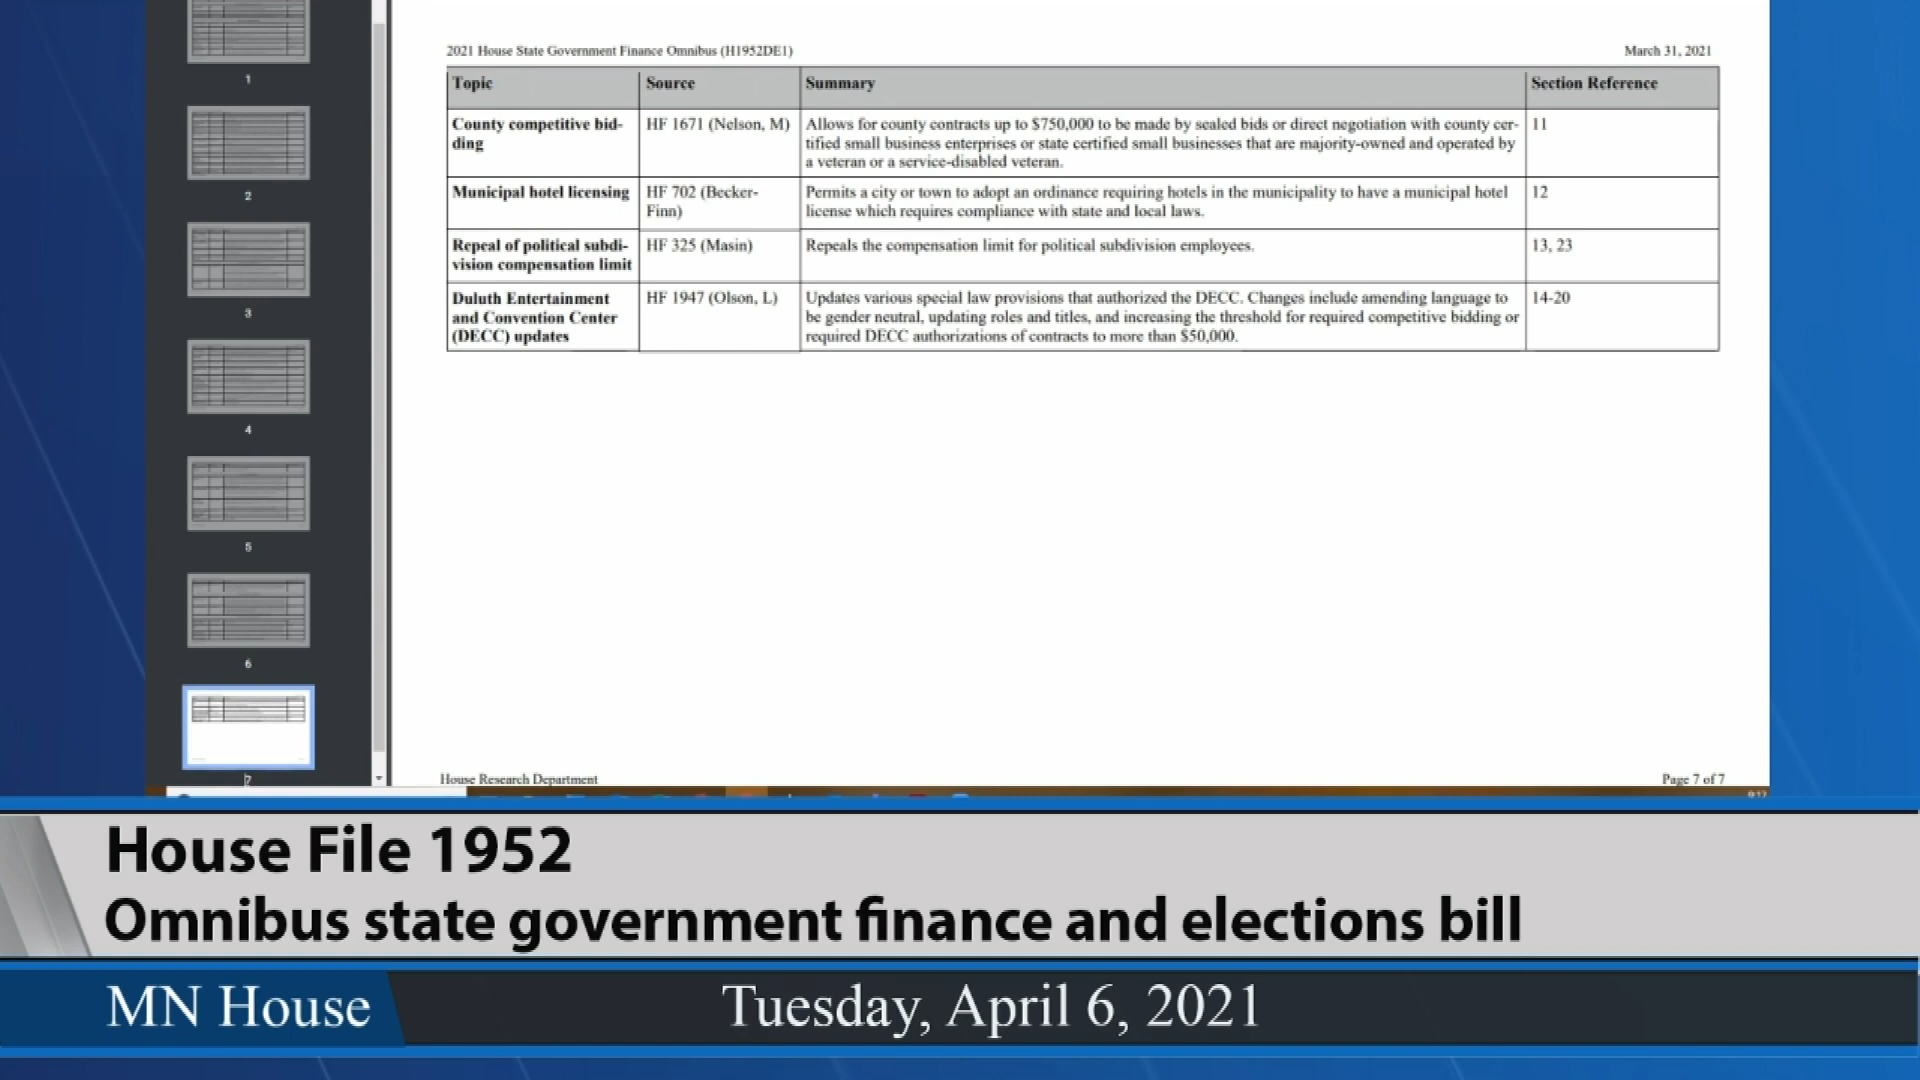 2021 House State Government Finance Omnibus (H1952DE1)
March 31, 2021
Topic
Source
Summary
Section Reference
County competitive bid-
ding
HF 1671 (Nelson, M)
Allows for county contracts up to $750,000 to be made by sealed bids or direct negotiation with county cer-
tified small business enterprises or state certified small businesses that are majority-owned and operated by
a veteran or a service-disabled veteran.
11
Municipal hotel licensing
HF 702 (Becker-
Finn)
Permits a city or town to adopt an ordinance requiring hotels in the municipality to have a municipal hotel
license which requires compliance with state and local laws.
12
Repeal of political subdi-
vision compensation limit
HF 325 (Masin)
Repeals the compensation limit for political subdivision employees.
13, 23
Duluth Entertainment
and Convention Center
(DECC) updates
HF 1947 (Olson, L)
Updates various special law provisions that authorized the DECC. Changes include amending language to
be gender neutral, updating roles and titles, and increasing the threshold for required competitive bidding or
required DECC authorizations of contracts to more than $50,000.
14-20
House Research Department
Page 7 of 7
1
2
3
4
5
6
7
House File 1952
Omnibus state government finance and elections bill
MN House
Tuesday, April 6, 2021